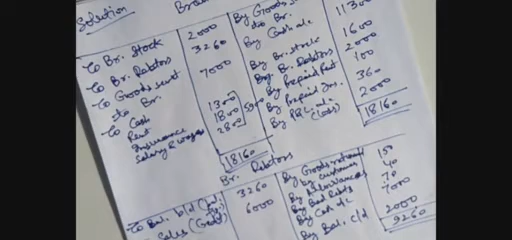 Solution
Bran
To Br. Stock 2000
To Br. Debtors 3260
To Goods sent to Br. 7000
To Cash
Rent 1300
Insurance 1800
Salary & wages 2800
18160
By Goods
to Br.
By Cash a/c 11300
By Br. stock 1600
By Br. Debtors 2000
By Prepaid Rent 100
By Prepaid Ins. 360
By P&L a/c (Loss) 2000
18160
Br. Debtors
To Bal. b/d 3260
Sales 6000
By Goods returned by customer 150
By Allowances 40
By Bad Debts 70
By Cash a/c 7000
By Bal. c/d 2000
9260